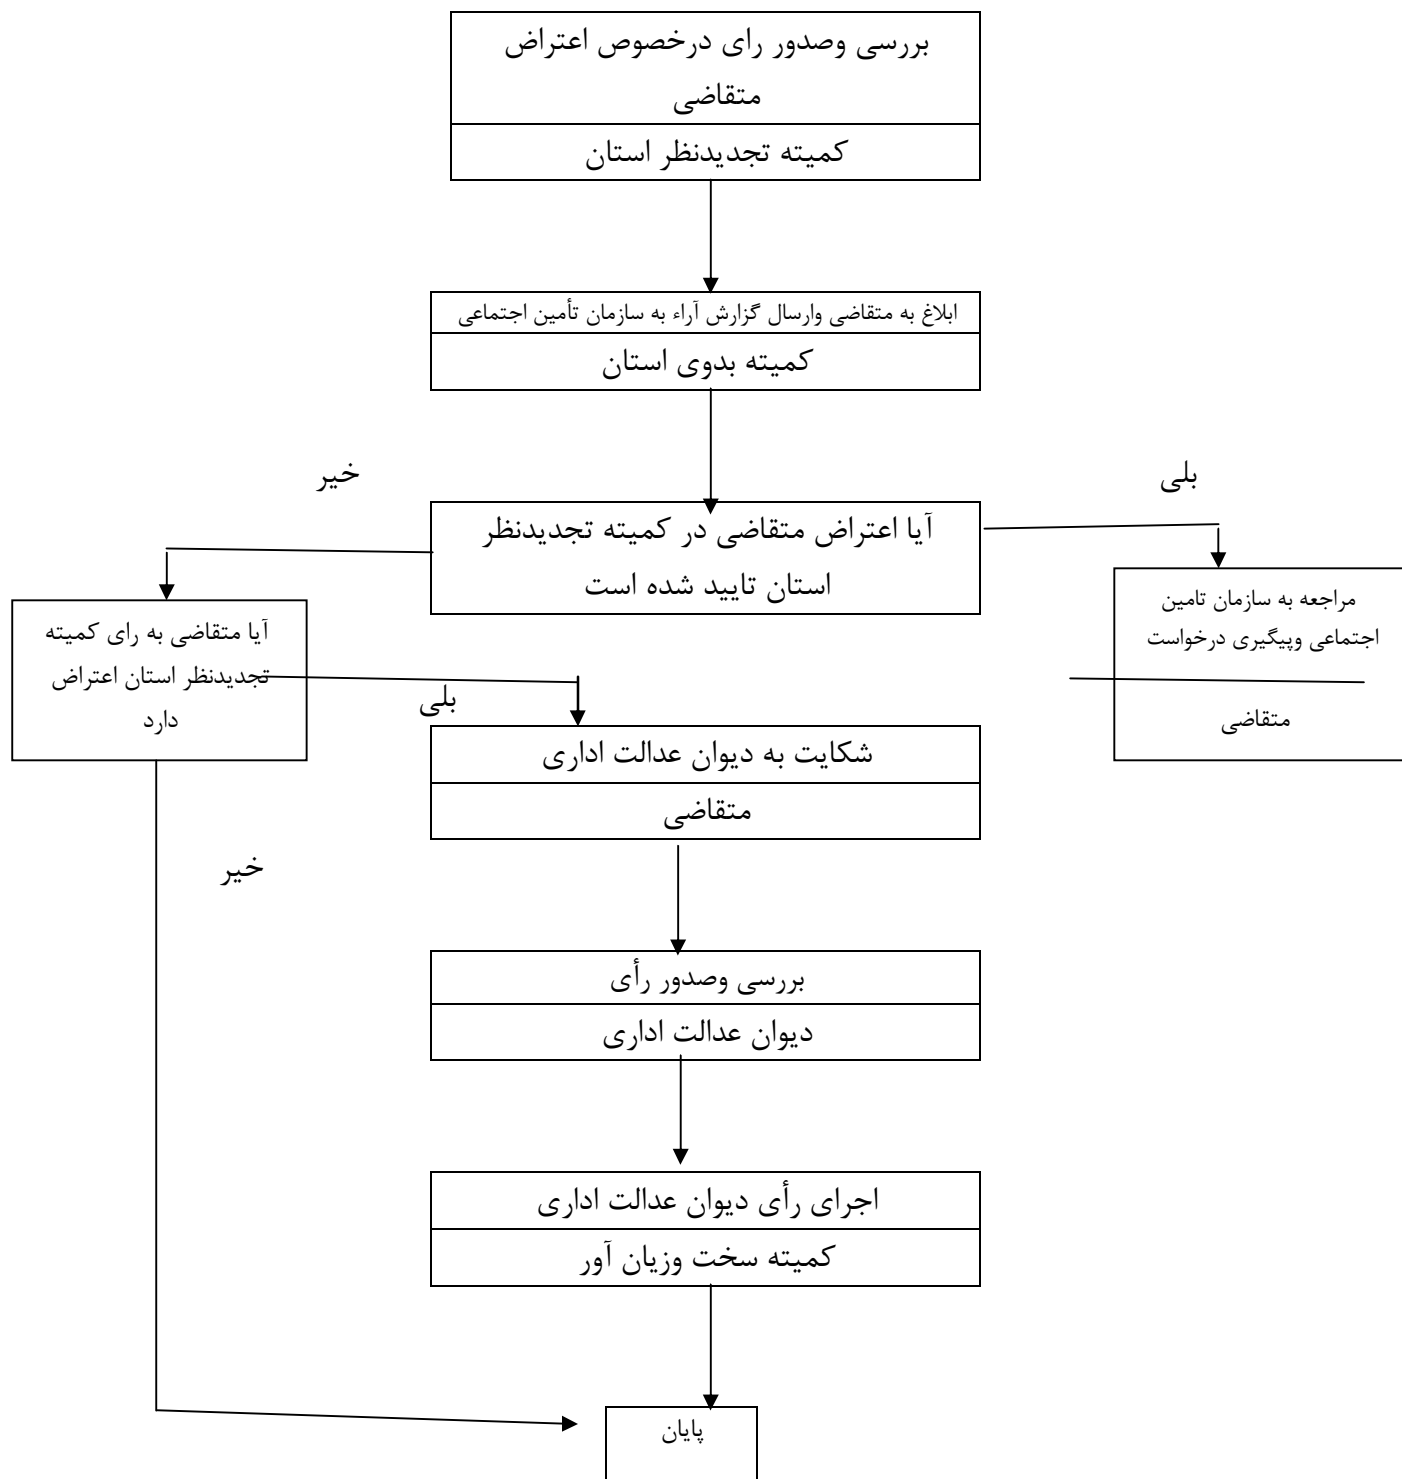 بررسی وصدور رای درخصوص اعتراض
متقاضی
کمیته تجدیدنظر استان
ابلاغ به متقاضی وارسال گزارش آراء به سازمان تأمین اجتماعی
کمیته بدوی استان
بلی
خیر
آیا اعتراض متقاضی در کمیته تجدیدنظر
استان تایید شده است
مراجعه به سازمان تامین
اجتماعی وپیگیری درخواست
متقاضی
آیا متقاضی به رای کمیته
تجدیدنظر استان اعتراض
دارد
بلی
شکایت به دیوان عدالت اداری
متقاضی
خیر
بررسی وصدور رأی
دیوان عدالت اداری
اجرای رأی دیوان عدالت اداری
کمیته سخت وزیان آور
پایان